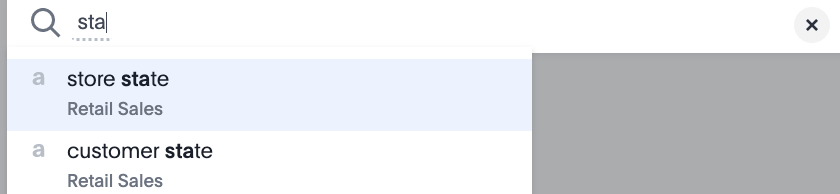 sta
a store state
Retail Sales
a customer state
Retail Sales